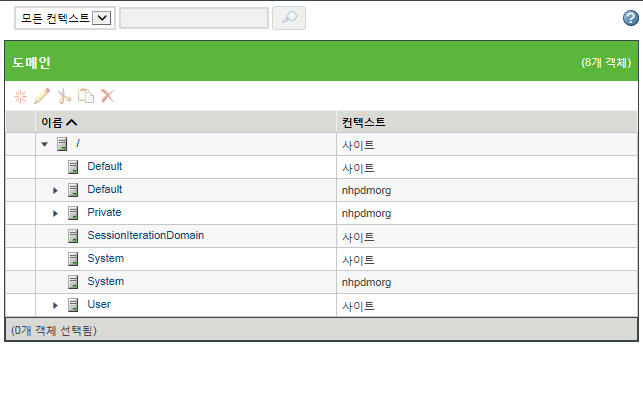 모든 컨텍스트
도메인 (8개 객체)
이름 컨텍스트
/ 사이트
Default 사이트
Default nhpdmorg
Private nhpdmorg
SessionIterationDomain 사이트
System 사이트
System nhpdmorg
User 사이트
(0개 객체 선택됨)